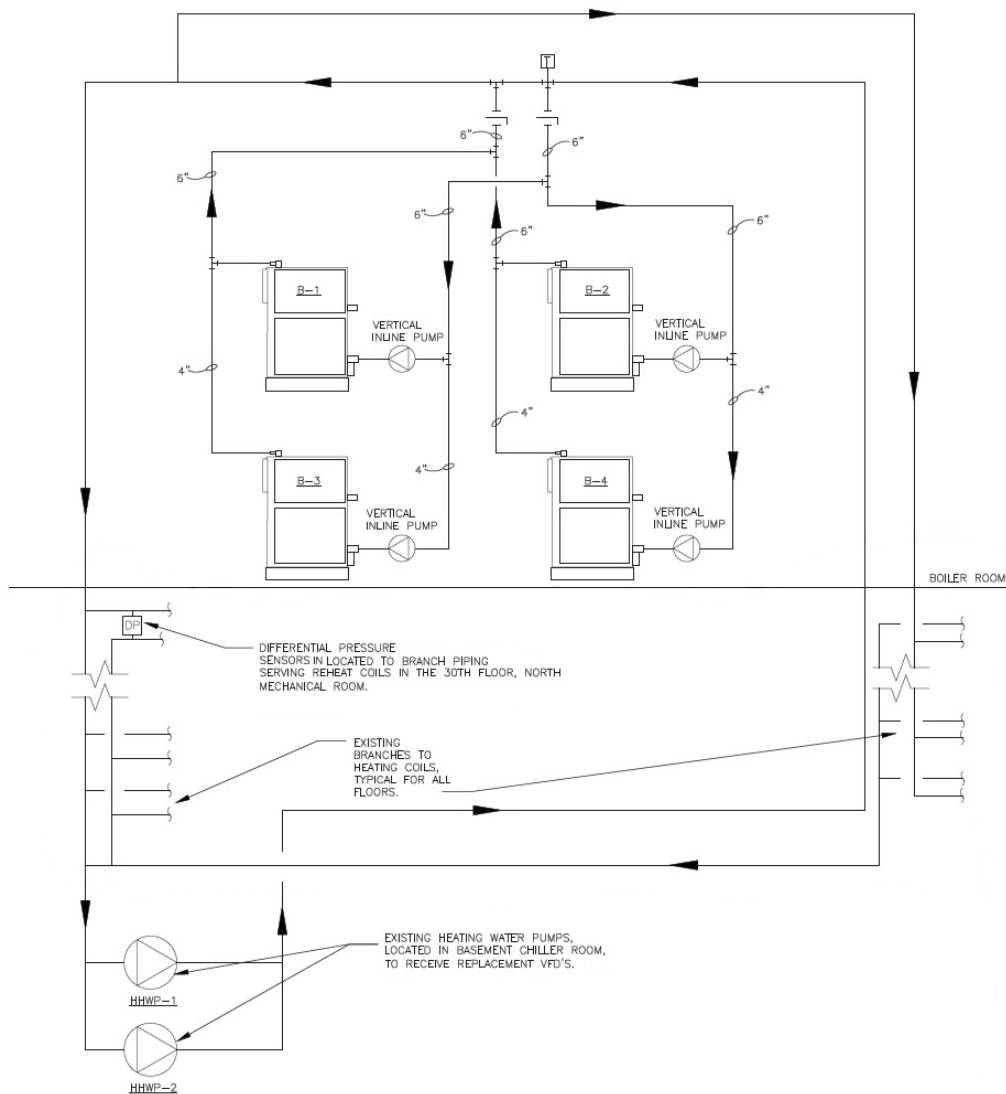 T
6"
6"
6"
6"
6"
6"
B-1
B-2
VERTICAL
INLINE PUMP
VERTICAL
INLINE PUMP
4"
4"
4"
4"
B-3
B-4
VERTICAL
INLINE PUMP
VERTICAL
INLINE PUMP
BOILER ROOM
DP
DIFFERENTIAL PRESSURE
SENSORS IN LOCATED TO BRANCH PIPING
SERVING REHEAT COILS IN THE 30TH FLOOR, NORTH
MECHANICAL ROOM.
EXISTING
BRANCHES TO
HEATING COILS,
TYPICAL FOR ALL
FLOORS.
EXISTING HEATING WATER PUMPS,
LOCATED IN BASEMENT CHILLER ROOM,
TO RECEIVE REPLACEMENT VFD'S.
HHWP-1
HHWP-2